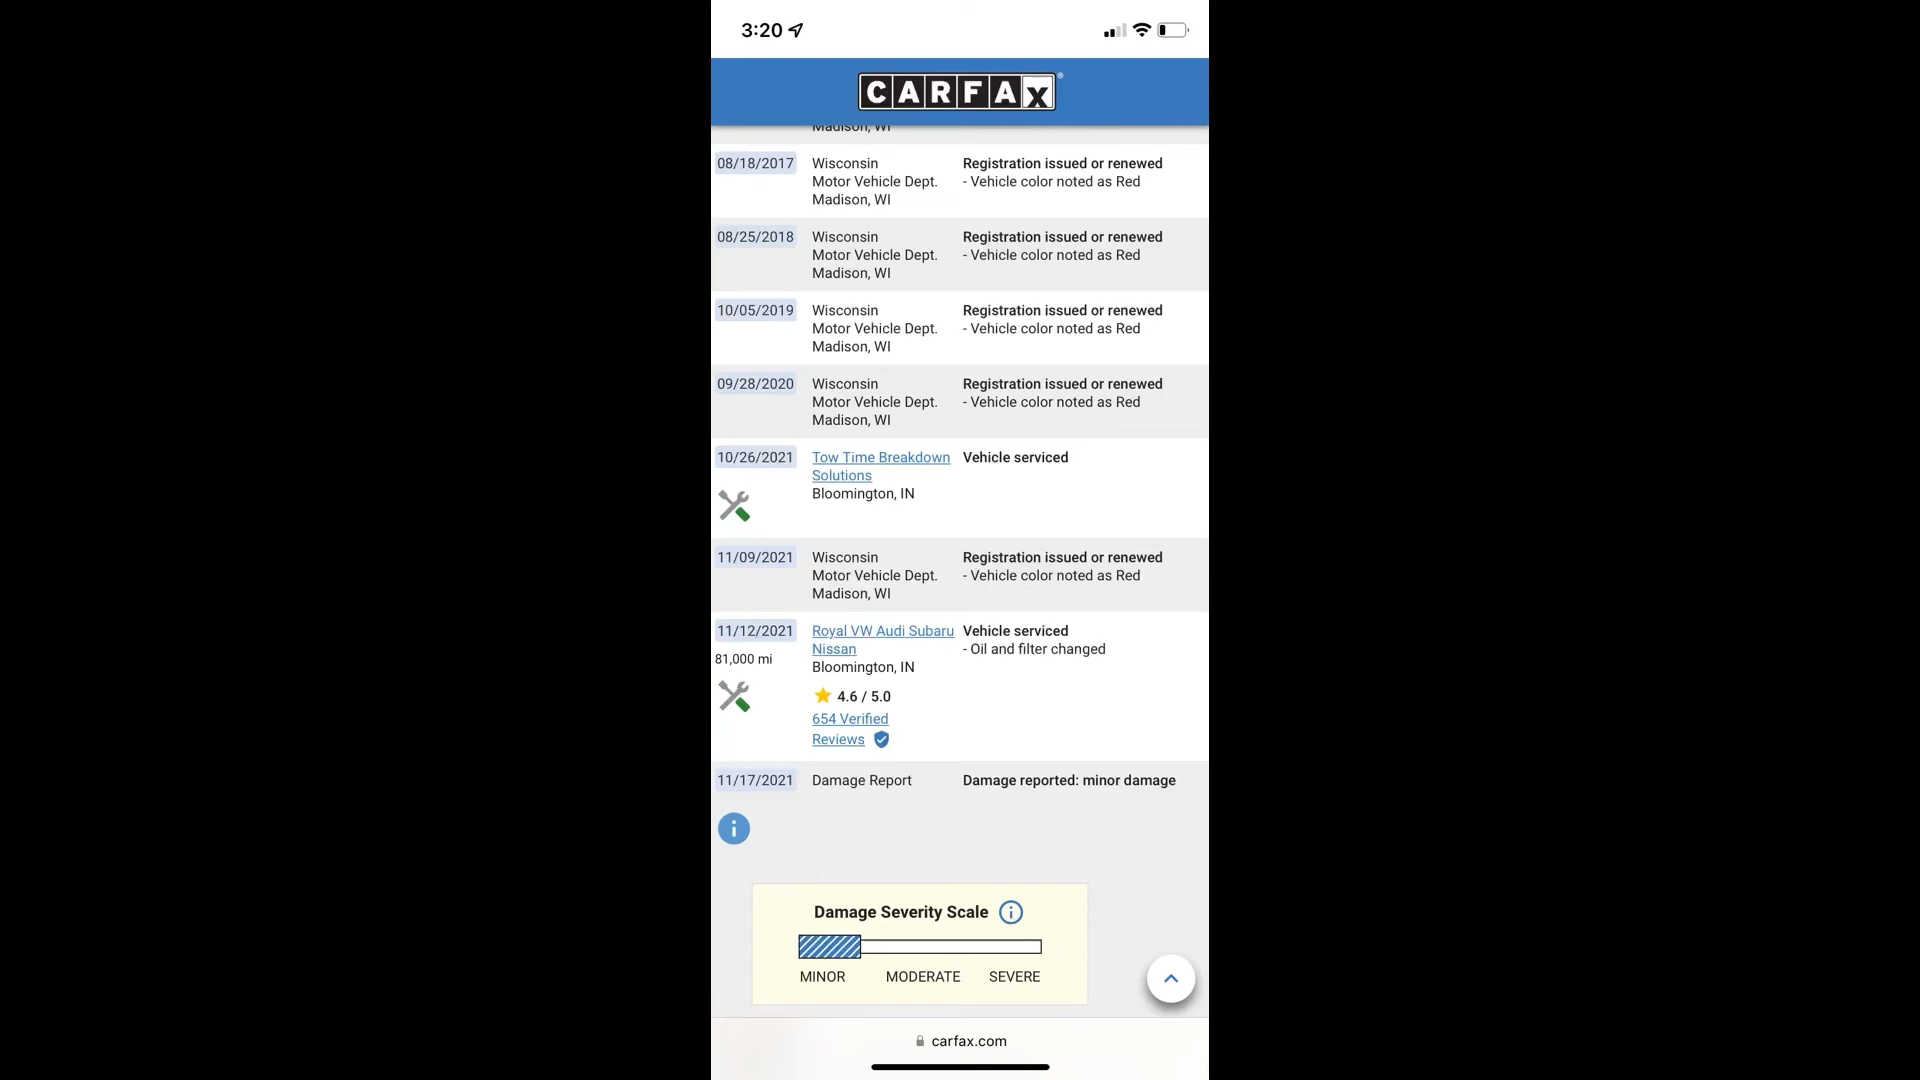 3:20
CARFAX
Madison, WI
08/18/2017 Wisconsin Registration issued or renewed
Motor Vehicle Dept. - Vehicle color noted as Red
Madison, WI
08/25/2018 Wisconsin Registration issued or renewed
Motor Vehicle Dept. - Vehicle color noted as Red
Madison, WI
10/05/2019 Wisconsin Registration issued or renewed
Motor Vehicle Dept. - Vehicle color noted as Red
Madison, WI
09/28/2020 Wisconsin Registration issued or renewed
Motor Vehicle Dept. - Vehicle color noted as Red
Madison, WI
10/26/2021 Tow Time Breakdown Vehicle serviced
Solutions
Bloomington, IN
11/09/2021 Wisconsin Registration issued or renewed
Motor Vehicle Dept. - Vehicle color noted as Red
Madison, WI
11/12/2021 Royal VW Audi Subaru Vehicle serviced
Nissan - Oil and filter changed
81,000 mi Bloomington, IN
4.6 / 5.0
654 Verified
Reviews
11/17/2021 Damage Report Damage reported: minor damage
Damage Severity Scale
MINOR MODERATE SEVERE
carfax.com